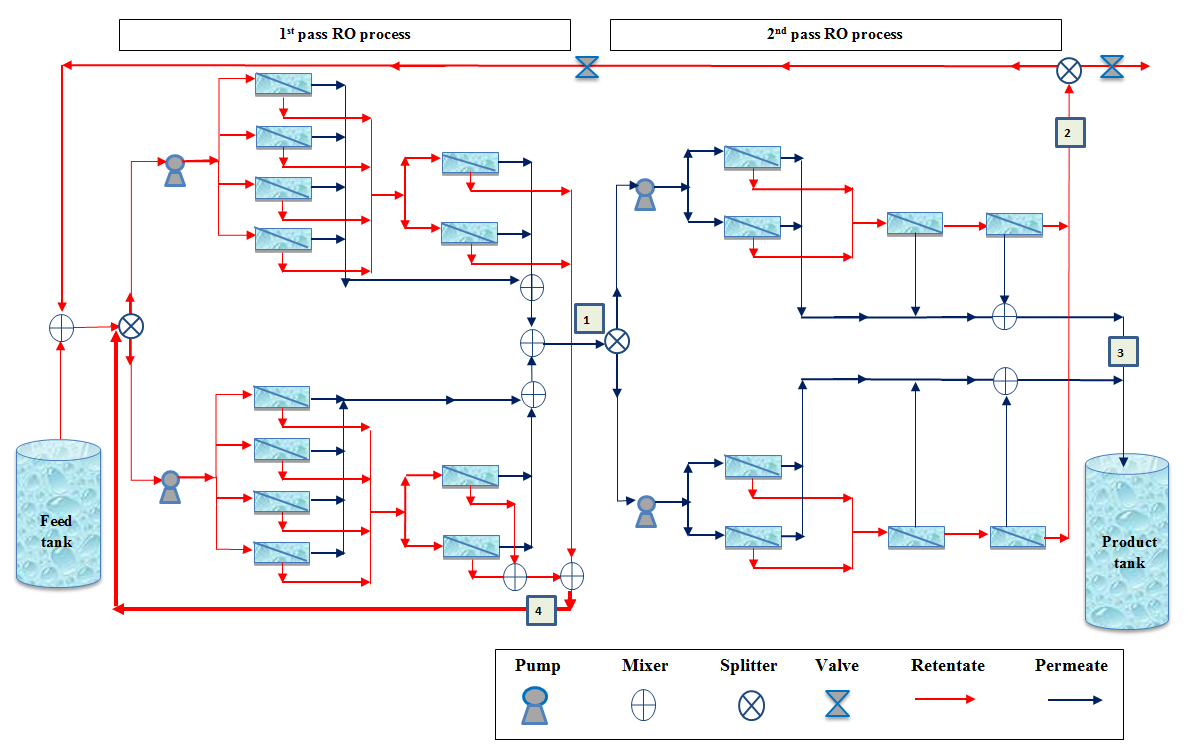 1st pass RO process
2nd pass RO process
2
1
3
Feed
tank
Product
tank
4
Pump Mixer Splitter Valve Retentate Permeate